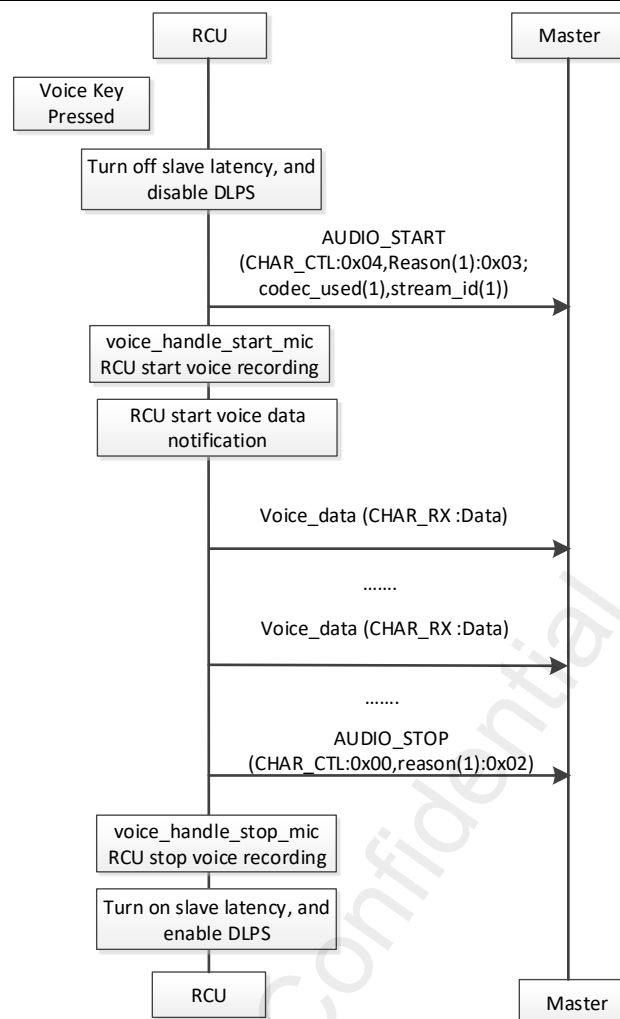 RCU
Master
Voice Key
Pressed
Turn off slave latency, and
disable DLPS
AUDIO_START
(CHAR_CTL:0x04,Reason(1):0x03;
codec_used(1),stream_id(1))
voice_handle_start_mic
RCU start voice recording
RCU start voice data
notification
Voice_data (CHAR_RX :Data)
.......
Voice_data (CHAR_RX :Data)
.......
AUDIO_STOP
(CHAR_CTL:0x00,reason(1):0x02)
voice_handle_stop_mic
RCU stop voice recording
Turn on slave latency, and
enable DLPS
RCU
Master
Confidential